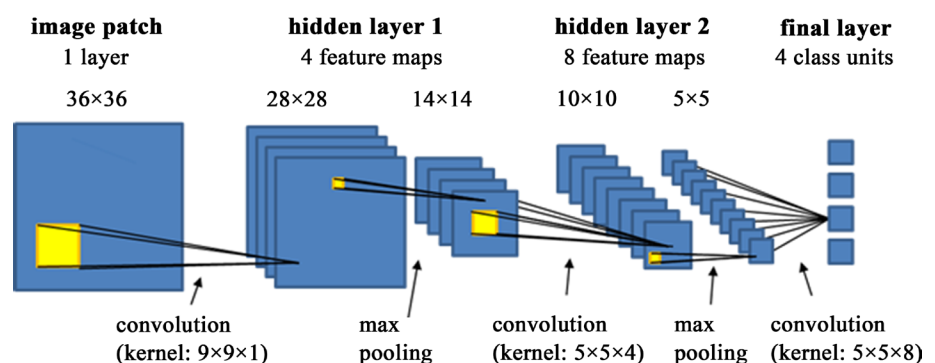 image patch
1 layer
36×36
hidden layer 1
4 feature maps
28×28
14×14
hidden layer 2
8 feature maps
10×10
5×5
final layer
4 class units
convolution
(kernel: 9×9×1)
max
pooling
convolution
(kernel: 5×5×4)
max
pooling
convolution
(kernel: 5×5×8)